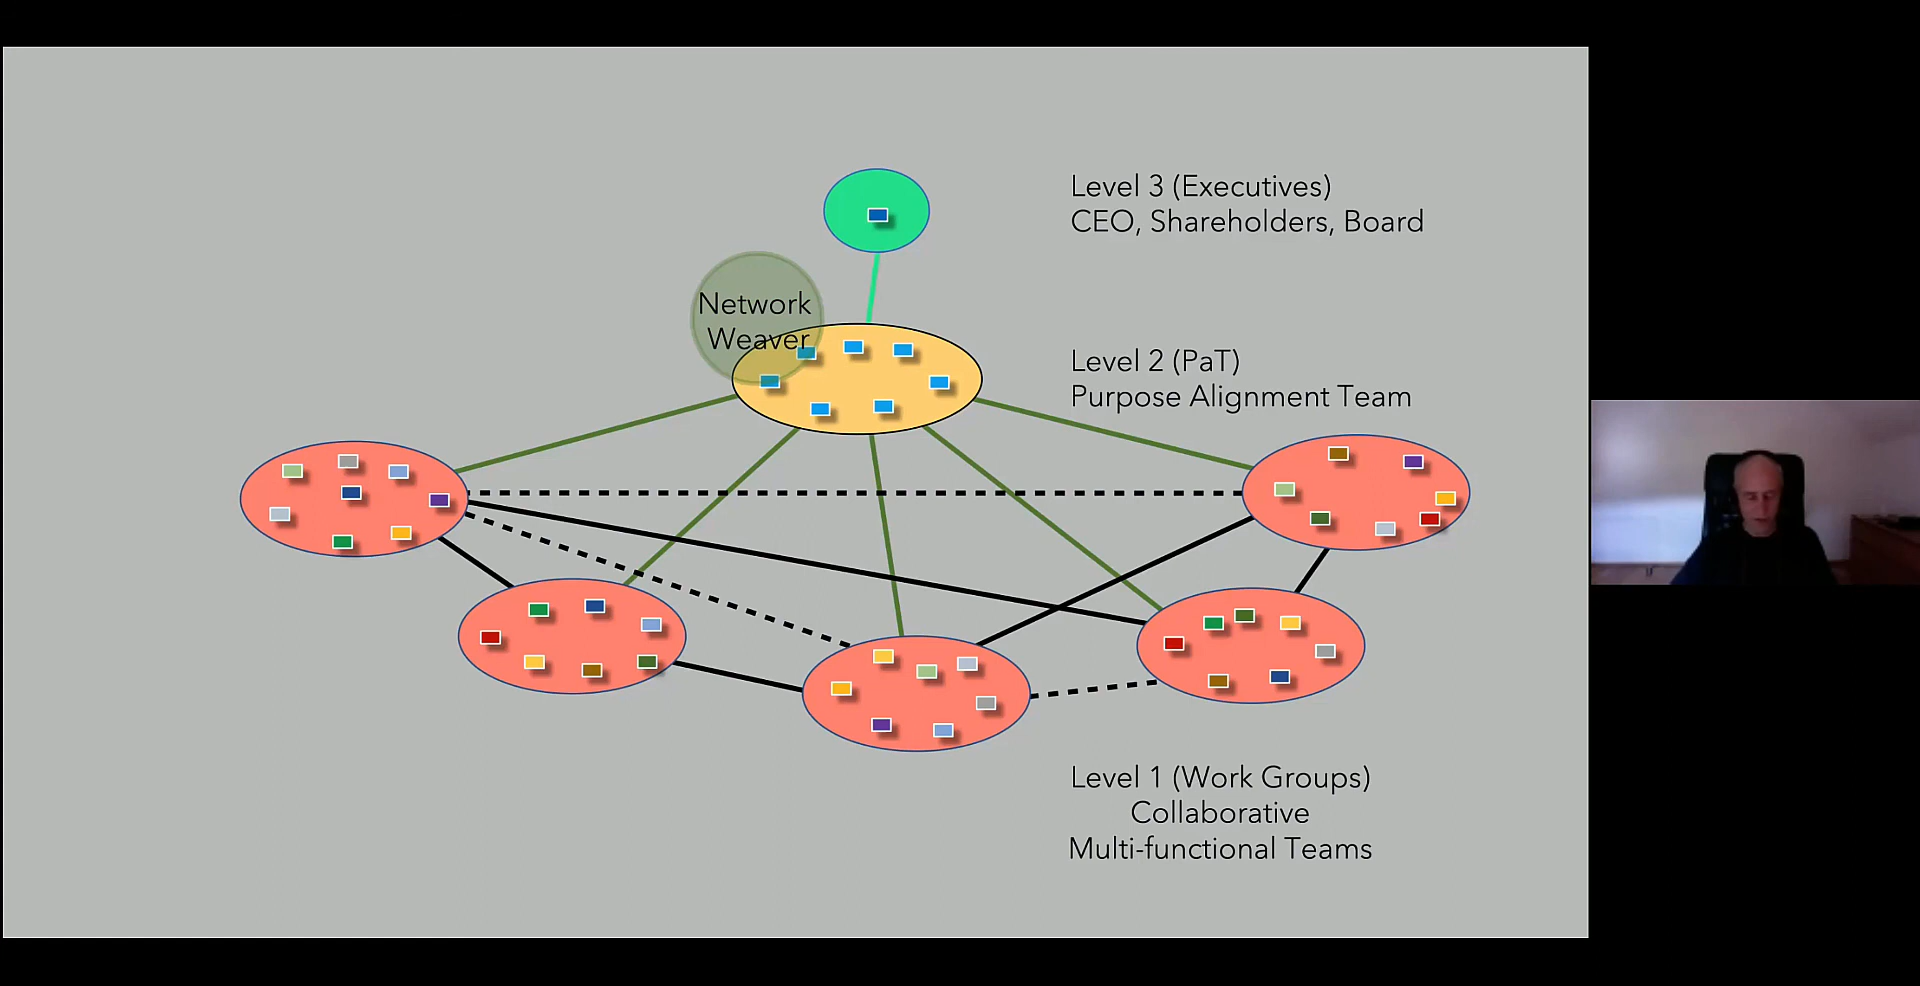 Level 3 (Executives)
CEO, Shareholders, Board
Network
Weaver
Level 2 (PaT)
Purpose Alignment Team
Level 1 (Work Groups)
Collaborative
Multi-functional Teams